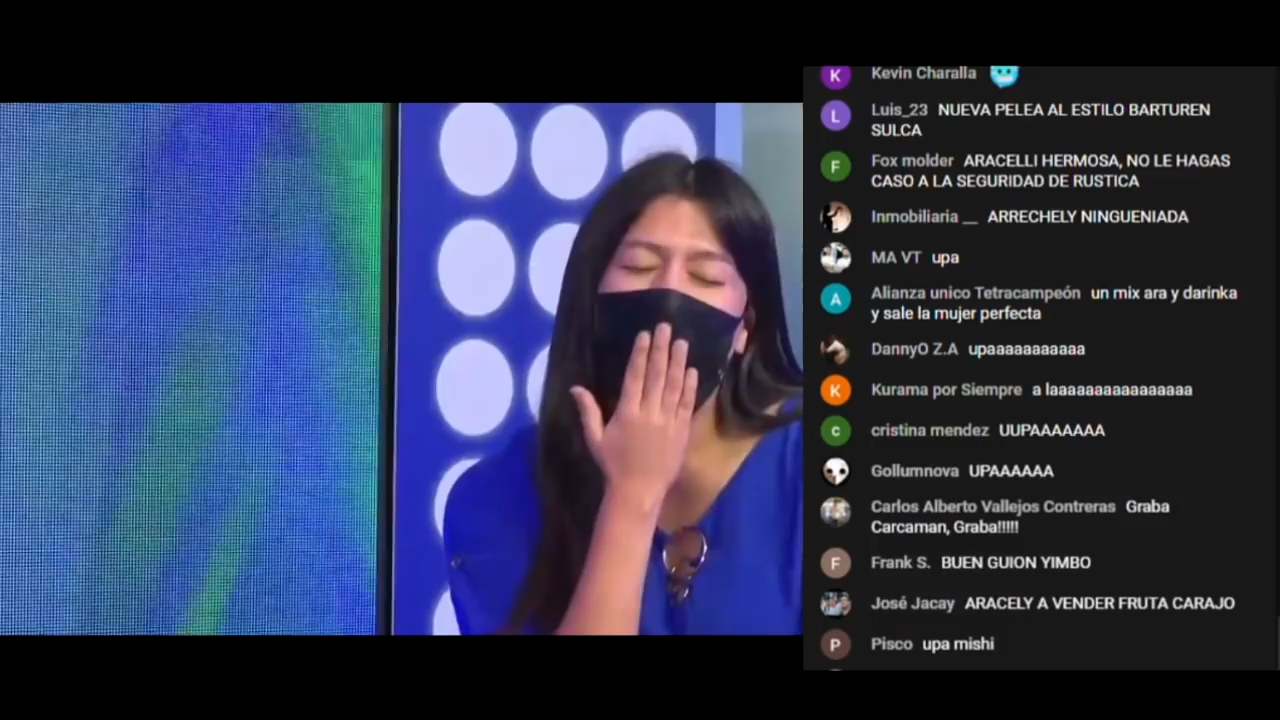 Kevin Charalla
Luis_23 NUEVA PELEA AL ESTILO BARTUREN
SULCA
Fox molder ARACELLI HERMOSA, NO LE HAGAS
CASO A LA SEGURIDAD DE RUSTICA
Inmobiliaria __ ARRECHELY NINGUENIADA
MA VT upa
Alianza unico Tetracampeón un mix ara y darinka
y sale la mujer perfecta
DannyO Z.A upaaaaaaaaaaa
Kurama por Siempre a laaaaaaaaaaaaaaaa
cristina mendez UUPAAAAAAA
Gollumnova UPAAAAAA
Carlos Alberto Vallejos Contreras Graba
Carcaman, Graba!!!!!
Frank S. BUEN GUION YIMBO
José Jacay ARACELY A VENDER FRUTA CARAJO
Pisco upa mishi